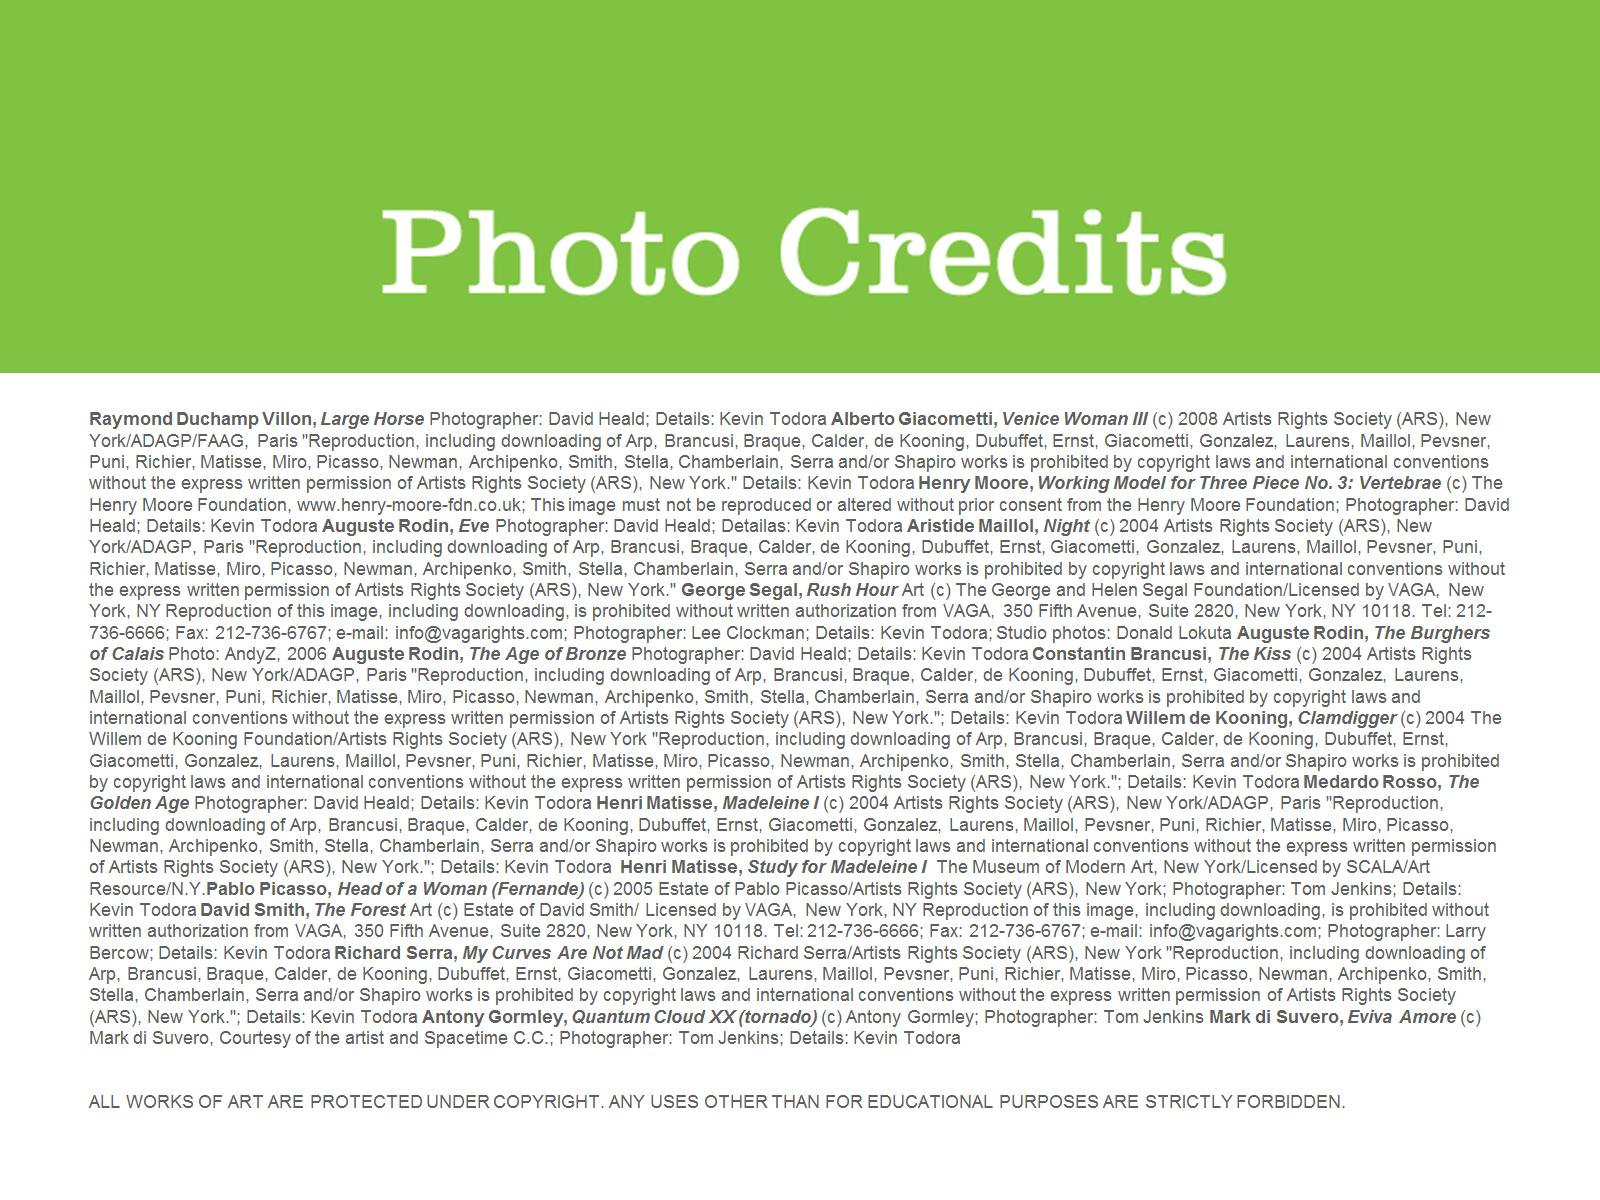 Photo Credits
Raymond Duchamp Villon, Large Horse Photographer: David Heald; Details: Kevin Todora Alberto Giacometti, Venice Woman III (c) 2008 Artists Rights Society (ARS), New
York/ADAGP/FAAG, Paris "Reproduction, including downloading of Arp, Brancusi, Braque, Calder, de Kooning, Dubuffet, Ernst, Giacometti, Gonzalez, Laurens, Maillol, Pevsner,
Puni, Richier, Matisse, Miro, Picasso, Newman, Archipenko, Smith, Stella, Chamberlain, Serra and/or Shapiro works is prohibited by copyright laws and international conventions
without the express written permission of Artists Rights Society (ARS), New York." Details: Kevin Todora Henry Moore, Working Model for Three Piece No. 3: Vertebrae (c) The
Henry Moore Foundation, www.henry-moore-fdn.co.uk; This image must not be reproduced or altered without prior consent from the Henry Moore Foundation; Photographer: David
Heald; Details: Kevin Todora Auguste Rodin, Eve Photographer: David Heald; Detailas: Kevin Todora Aristide Maillol, Night (c) 2004 Artists Rights Society (ARS), New
York/ADAGP, Paris "Reproduction, including downloading of Arp, Brancusi, Braque, Calder, de Kooning, Dubuffet, Ernst, Giacometti, Gonzalez, Laurens, Maillol, Pevsner, Puni,
Richier, Matisse, Miro, Picasso, Newman, Archipenko, Smith, Stella, Chamberlain, Serra and/or Shapiro works is prohibited by copyright laws and international conventions without
the express written permission of Artists Rights Society (ARS), New York." George Segal, Rush Hour Art (c) The George and Helen Segal Foundation/Licensed by VAGA, New
York, NY Reproduction of this image, including downloading, is prohibited without written authorization from VAGA, 350 Fifth Avenue, Suite 2820, New York, NY 10118. Tel: 212-
736-6666; Fax: 212-736-6767; e-mail: info@vagarights.com; Photographer: Lee Clockman; Details: Kevin Todora; Studio photos: Donald Lokuta Auguste Rodin, The Burghers
of Calais Photo: AndyZ, 2006 Auguste Rodin, The Age of Bronze Photographer: David Heald; Details: Kevin Todora Constantin Brancusi, The Kiss (c) 2004 Artists Rights
Society (ARS), New York/ADAGP, Paris "Reproduction, including downloading of Arp, Brancusi, Braque, Calder, de Kooning, Dubuffet, Ernst, Giacometti, Gonzalez, Laurens,
Maillol, Pevsner, Puni, Richier, Matisse, Miro, Picasso, Newman, Archipenko, Smith, Stella, Chamberlain, Serra and/or Shapiro works is prohibited by copyright laws and
international conventions without the express written permission of Artists Rights Society (ARS), New York."; Details: Kevin Todora Willem de Kooning, Clamdigger (c) 2004 The
Willem de Kooning Foundation/Artists Rights Society (ARS), New York "Reproduction, including downloading of Arp, Brancusi, Braque, Calder, de Kooning, Dubuffet, Ernst,
Giacometti, Gonzalez, Laurens, Maillol, Pevsner, Puni, Richier, Matisse, Miro, Picasso, Newman, Archipenko, Smith, Stella, Chamberlain, Serra and/or Shapiro works is prohibited
by copyright laws and international conventions without the express written permission of Artists Rights Society (ARS), New York."; Details: Kevin Todora Medardo Rosso, The
Golden Age Photographer: David Heald; Details: Kevin Todora Henri Matisse, Madeleine I (c) 2004 Artists Rights Society (ARS), New York/ADAGP, Paris "Reproduction,
including downloading of Arp, Brancusi, Braque, Calder, de Kooning, Dubuffet, Ernst, Giacometti, Gonzalez, Laurens, Maillol, Pevsner, Puni, Richier, Matisse, Miro, Picasso,
Newman, Archipenko, Smith, Stella, Chamberlain, Serra and/or Shapiro works is prohibited by copyright laws and international conventions without the express written permission
of Artists Rights Society (ARS), New York."; Details: Kevin Todora Henri Matisse, Study for Madeleine I The Museum of Modern Art, New York/Licensed by SCALA/Art
Resource/N.Y.Pablo Picasso, Head of a Woman (Fernande) (c) 2005 Estate of Pablo Picasso/Artists Rights Society (ARS), New York; Photographer: Tom Jenkins; Details:
Kevin Todora David Smith, The Forest Art (c) Estate of David Smith/ Licensed by VAGA, New York, NY Reproduction of this image, including downloading, is prohibited without
written authorization from VAGA, 350 Fifth Avenue, Suite 2820, New York, NY 10118. Tel: 212-736-6666; Fax: 212-736-6767; e-mail: info@vagarights.com; Photographer: Larry
Bercow; Details: Kevin Todora Richard Serra, My Curves Are Not Mad (c) 2004 Richard Serra/Artists Rights Society (ARS), New York "Reproduction, including downloading of
Arp, Brancusi, Braque, Calder, de Kooning, Dubuffet, Ernst, Giacometti, Gonzalez, Laurens, Maillol, Pevsner, Puni, Richier, Matisse, Miro, Picasso, Newman, Archipenko, Smith,
Stella, Chamberlain, Serra and/or Shapiro works is prohibited by copyright laws and international conventions without the express written permission of Artists Rights Society
(ARS), New York."; Details: Kevin Todora Antony Gormley, Quantum Cloud XX (tornado) (c) Antony Gormley; Photographer: Tom Jenkins Mark di Suvero, Eviva Amore (c)
Mark di Suvero, Courtesy of the artist and Spacetime C.C.; Photographer: Tom Jenkins; Details: Kevin Todora
ALL WORKS OF ART ARE PROTECTED UNDER COPYRIGHT. ANY USES OTHER THAN FOR EDUCATIONAL PURPOSES ARE STRICTLY FORBIDDEN.